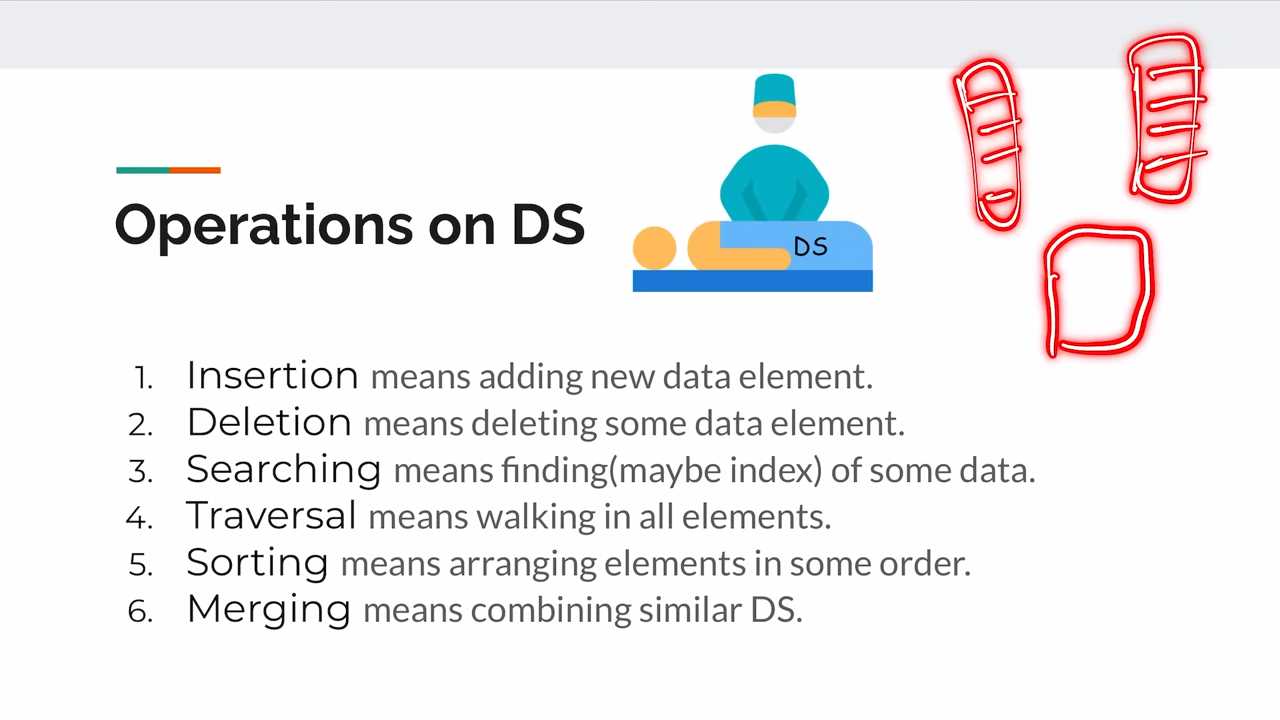 Operations on DS
DS
1. Insertion means adding new data element.
2. Deletion means deleting some data element.
3. Searching means finding(maybe index) of some data.
4. Traversal means walking in all elements.
5. Sorting means arranging elements in some order.
6. Merging means combining similar DS.